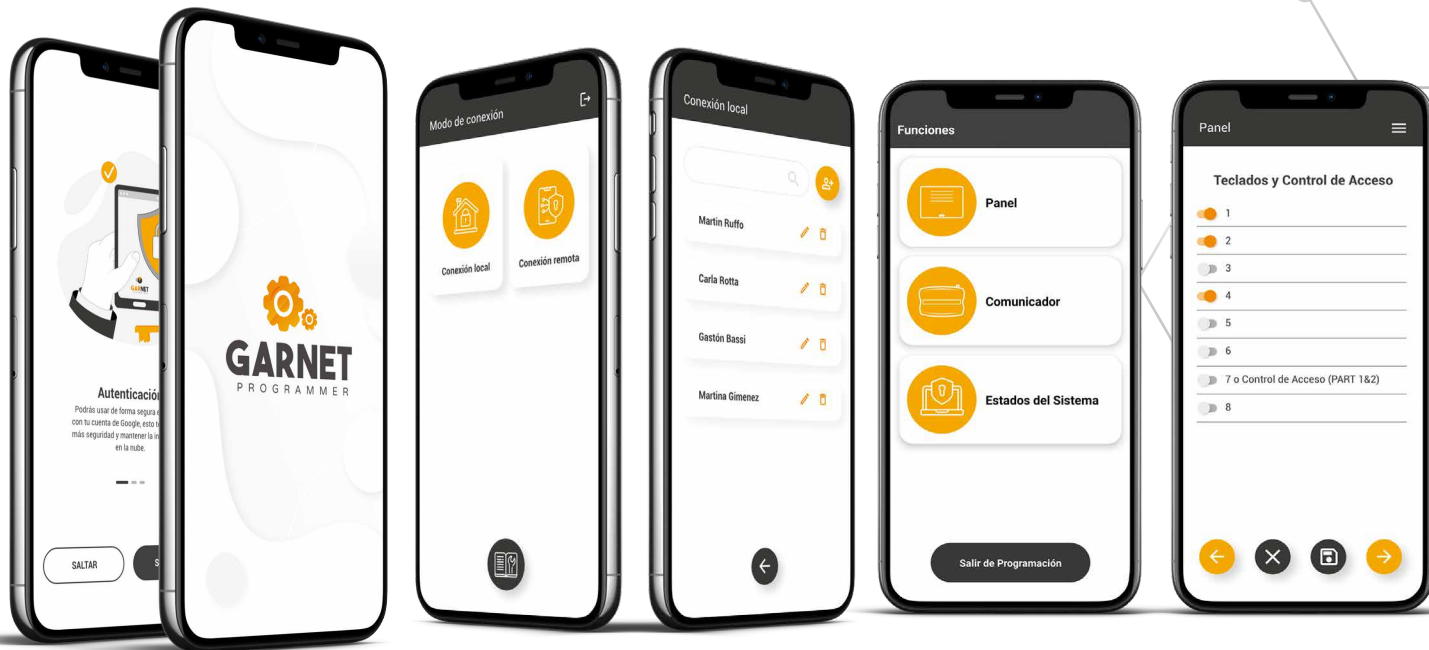 GARNET
Autenticación
Podrás usar de forma segura
con tu cuenta de Google, esto
más seguridad y mantener la
en la nube.
SALTAR
GARNET
PROGRAMMER
Modo de conexión
Conexión local
Conexión remota
Conexión local
Martin Ruffo
Carla Rotta
Gastón Bassi
Martina Gimenez
Funciones
Panel
Comunicador
Estados del Sistema
Salir de Programación
Panel
Teclados y Control de Acceso
1
2
3
4
5
6
7 o Control de Acceso (PART 1&2)
8